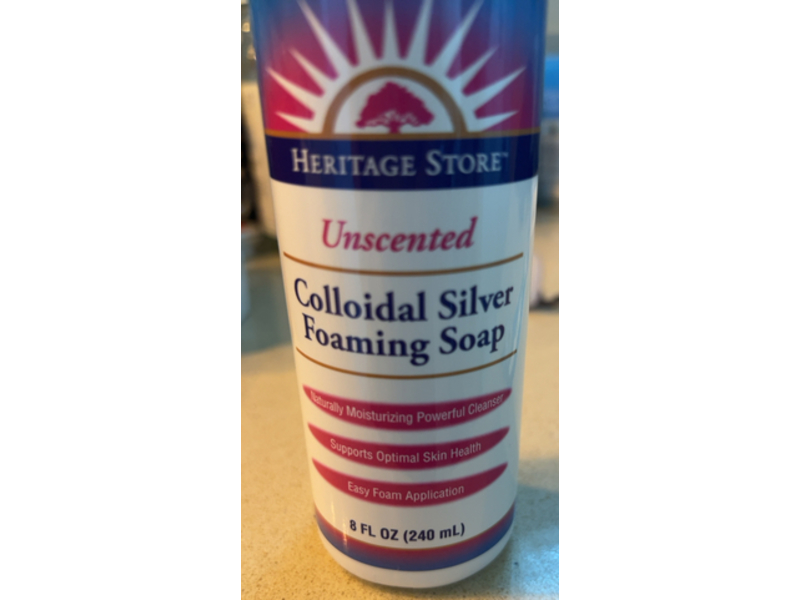 HERITAGE STORE™
Unscented
Colloidal Silver
Foaming Soap
Naturally Moisturizing Powerful Cleanser
Supports Optimal Skin Health
Easy Foam Application
8 FL OZ (240 mL)